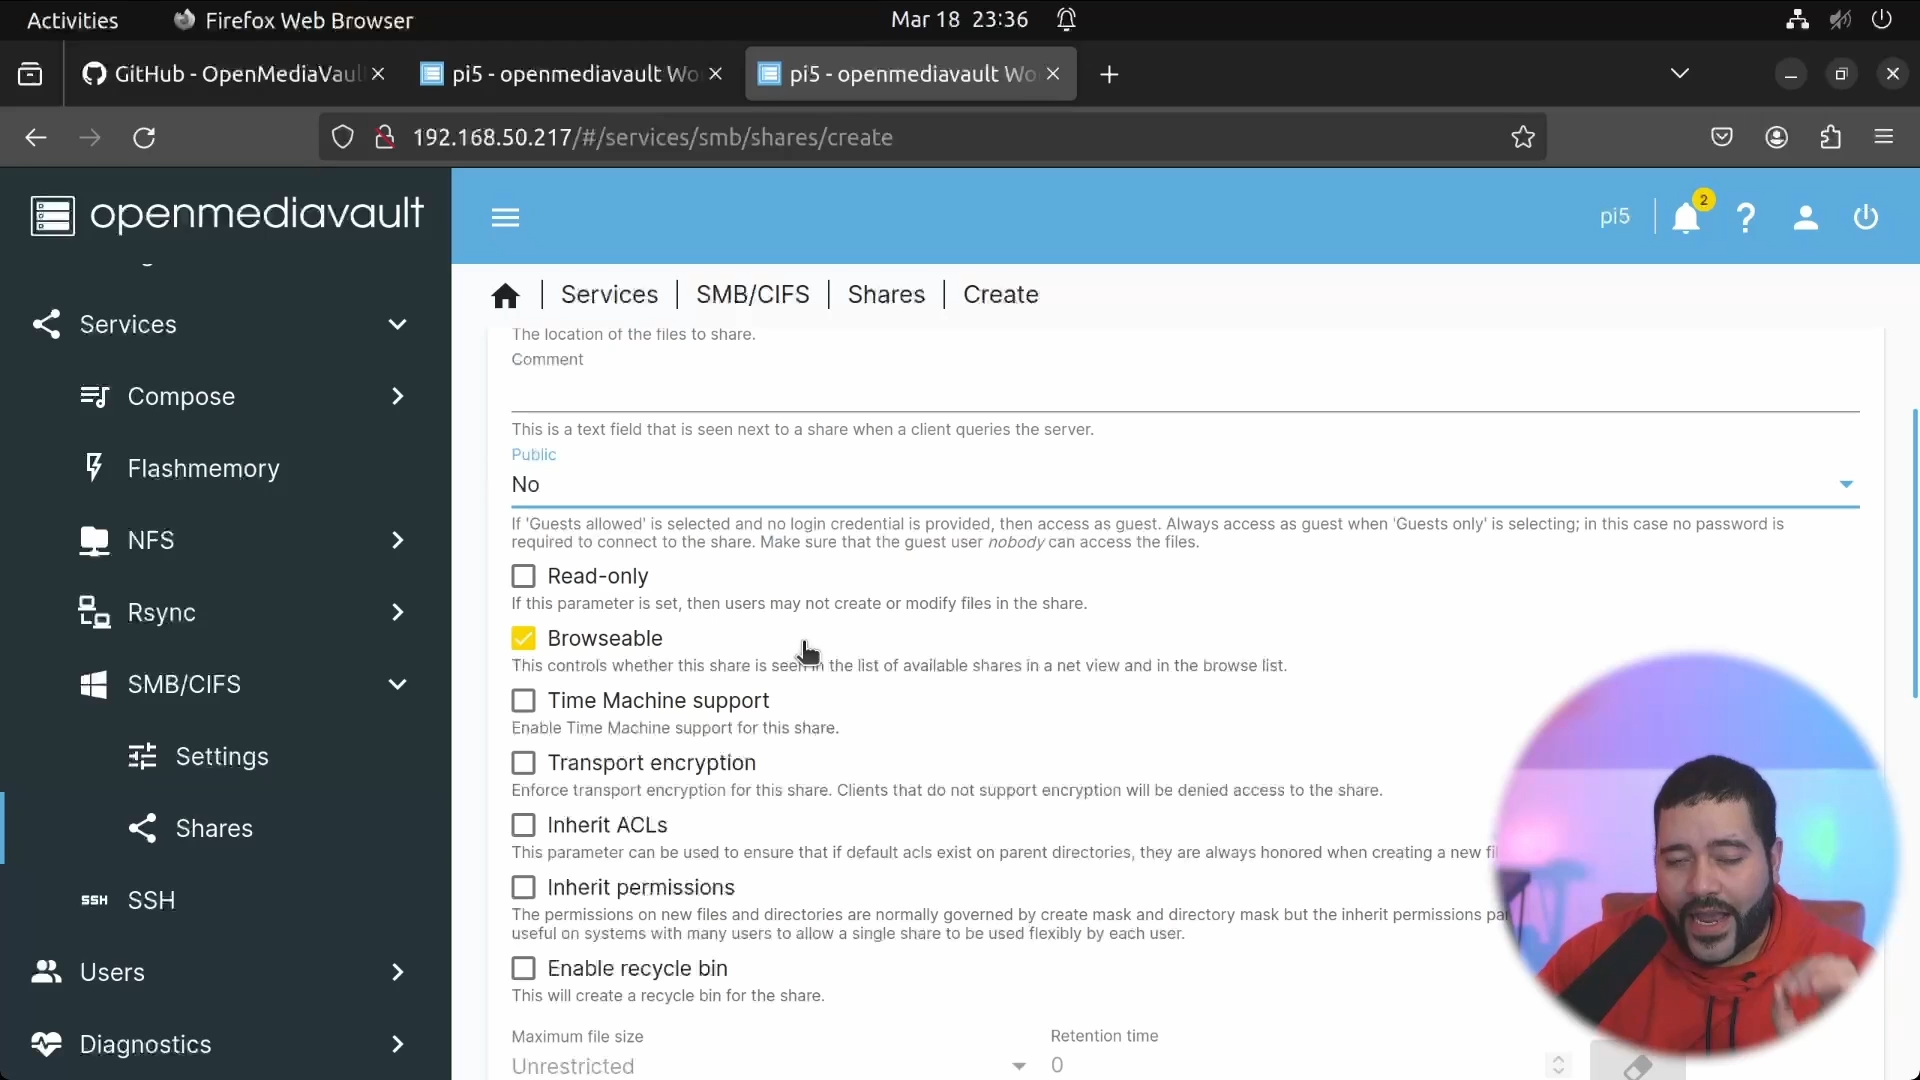 Activities
Firefox Web Browser
Mar 18 23:36
GitHub - OpenMediaVaul
pi5 - openmediavault Wo
pi5 - openmediavault Wo
192.168.50.217/#/services/smb/shares/create
openmediavault
pi5
2
Services
Compose
Flashmemory
NFS
Rsync
SMB/CIFS
Settings
Shares
SSH
SSH
Users
Diagnostics
Services | SMB/CIFS | Shares | Create
The location of the files to share.
Comment
This is a text field that is seen next to a share when a client queries the server.
Public
No
If 'Guests allowed' is selected and no login credential is provided, then access as guest. Always access as guest when 'Guests only' is selecting; in this case no password is
required to connect to the share. Make sure that the guest user nobody can access the files.
Read-only
If this parameter is set, then users may not create or modify files in the share.
Browseable
This controls whether this share is seen in the list of available shares in a net view and in the browse list.
Time Machine support
Enable Time Machine support for this share.
Transport encryption
Enforce transport encryption for this share. Clients that do not support encryption will be denied access to the share.
Inherit ACLs
This parameter can be used to ensure that if default acls exist on parent directories, they are always honored when creating a new fi
Inherit permissions
The permissions on new files and directories are normally governed by create mask and directory mask but the inherit permissions pa
useful on systems with many users to allow a single share to be used flexibly by each user.
Enable recycle bin
This will create a recycle bin for the share.
Maximum file size
Unrestricted
Retention time
0